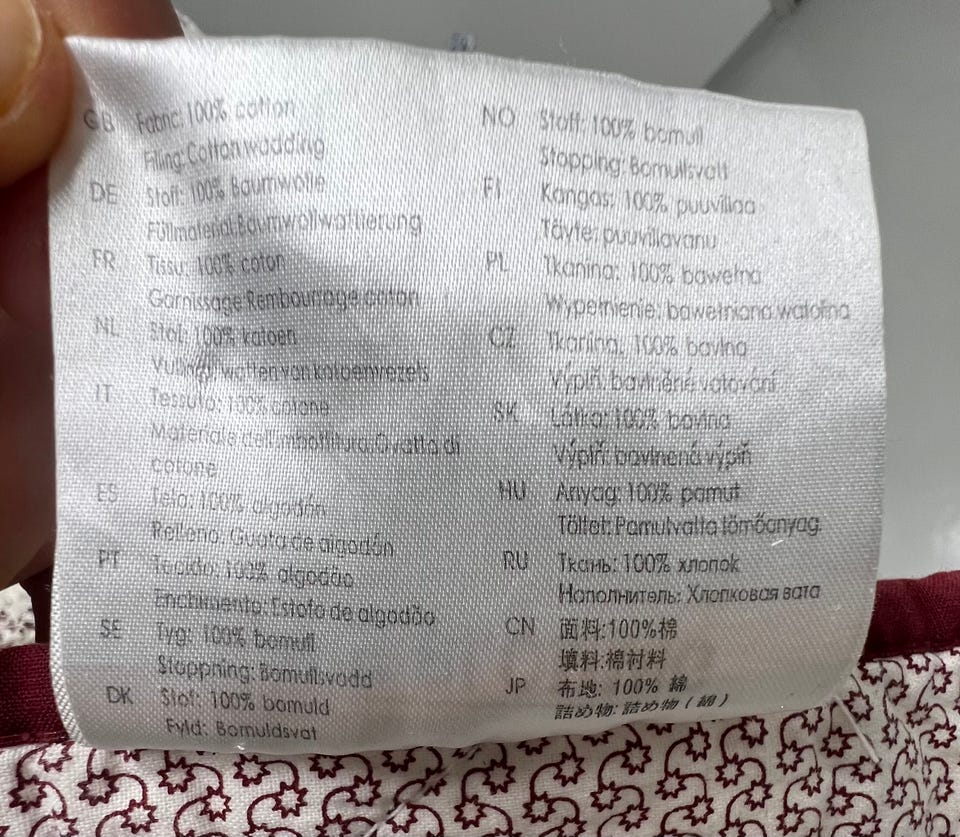 GB Fabric: 100% cotton
Filling: Cotton wadding
DE Stoff: 100% Baumwolle
Füllmaterial: Baumwollwattierung
FR Tissu: 100% coton
Garnissage Rembourrage coton
NL Stof: 100% katoen
Vulling: watten van katoenvezels
IT Tessuto: 100% cotone
Materiale dell'imbottitura: Ovatta di
cotone
ES Tela: 100% algodón
Relleno: Guata de algodón
PT Tecido: 100% algodão
Enchimento: Estofo de algodão
SE Tyg: 100% bomull
Stoppning: Bomullsvadd
DK Stof: 100% bomuld
Fyld: Bomuldsvat
NO Stoff: 100% bomull
Stopping: Bomullsvatt
FI Kangas: 100% puuvillaa
Täyte: puuvillavanu
PL Tkanina: 100% bawełna
Wypełnienie: bawełniana watolina
CZ Tkanina: 100% bavlna
Výplň: bavlněné vatování
SK Látka: 100% bavlna
Výplň: bavlnená výplň
HU Anyag: 100% pamut
Töltet: Pamutvatta tömőanyag
RU Ткань: 100% хлопок
Наполнитель: Хлопковая вата
CN 面料:100%棉
填料:棉衬料
JP 布地: 100% 綿
詰め物: 詰め物 ( 綿 )